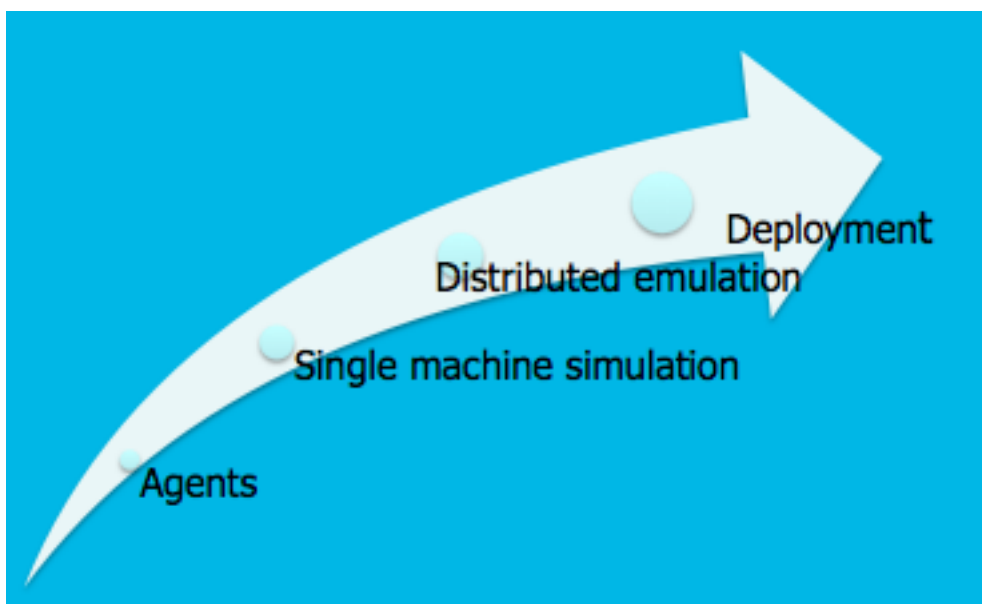 Deployment
Distributed emulation
Single machine simulation
Agents